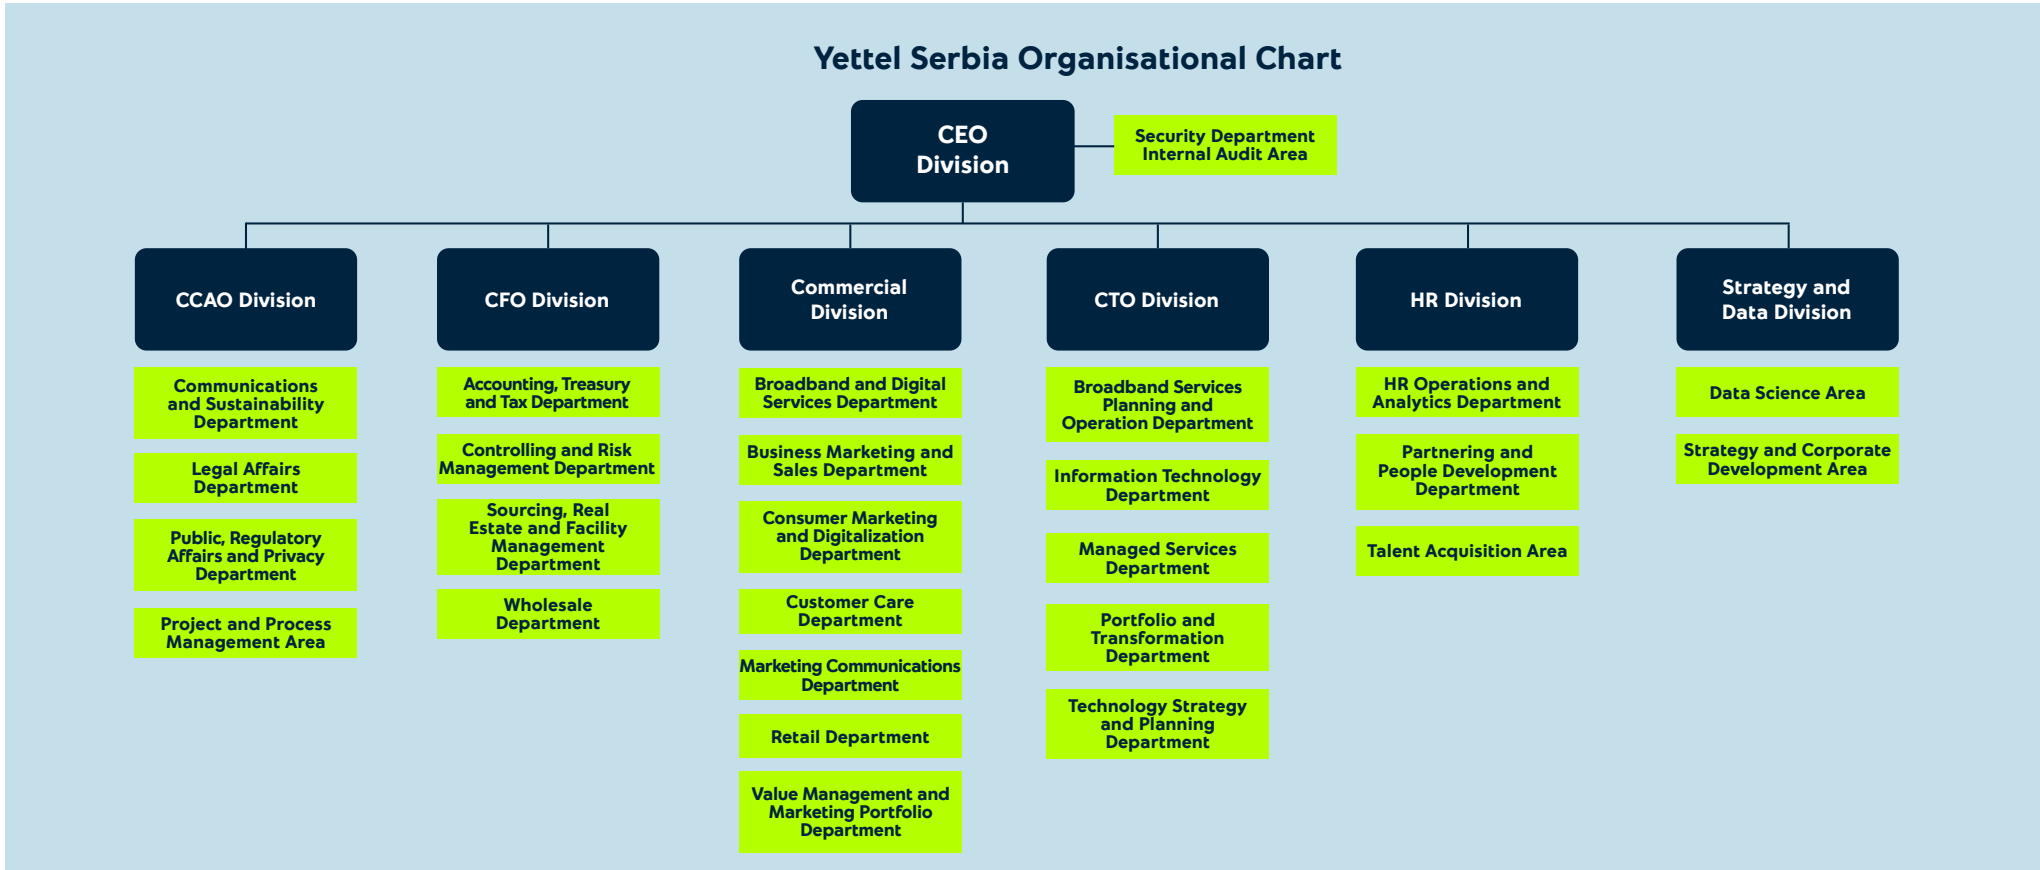 Yettel Serbia Organisational Chart
CEO
Division
Security Department
Internal Audit Area
CCAO Division
Communications
and Sustainability
Department
Legal Affairs
Department
Public, Regulatory
Affairs and Privacy
Department
Project and Process
Management Area
CFO Division
Accounting, Treasury
and Tax Department
Controlling and Risk
Management Department
Sourcing, Real
Estate and Facility
Management
Department
Wholesale
Department
Commercial
Division
Broadband and Digital
Services Department
Business Marketing and
Sales Department
Consumer Marketing
and Digitalization
Department
Customer Care
Department
Marketing Communications
Department
Retail Department
Value Management and
Marketing Portfolio
Department
CTO Division
Broadband Services
Planning and
Operation Department
Information Technology
Department
Managed Services
Department
Portfolio and
Transformation
Department
Technology Strategy
and Planning
Department
HR Division
HR Operations and
Analytics Department
Partnering and
People Development
Department
Talent Acquisition Area
Strategy and
Data Division
Data Science Area
Strategy and Corporate
Development Area